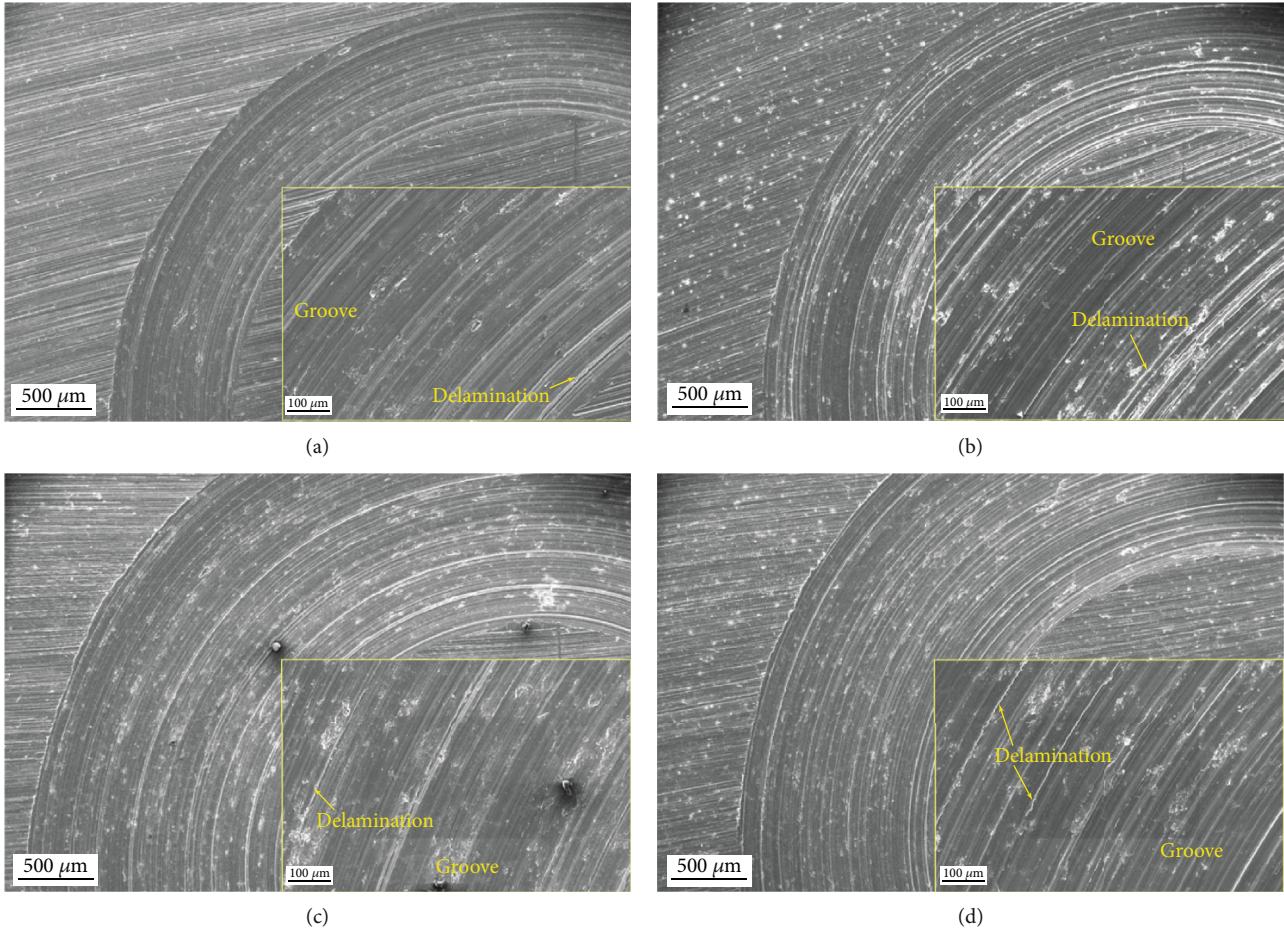 Groove
Delamination
500 μm
100 μm
(a)
Groove
Delamination
500 μm
100 μm
(b)
Delamination
Groove
500 μm
100 μm
(c)
Delamination
Groove
500 μm
100 μm
(d)